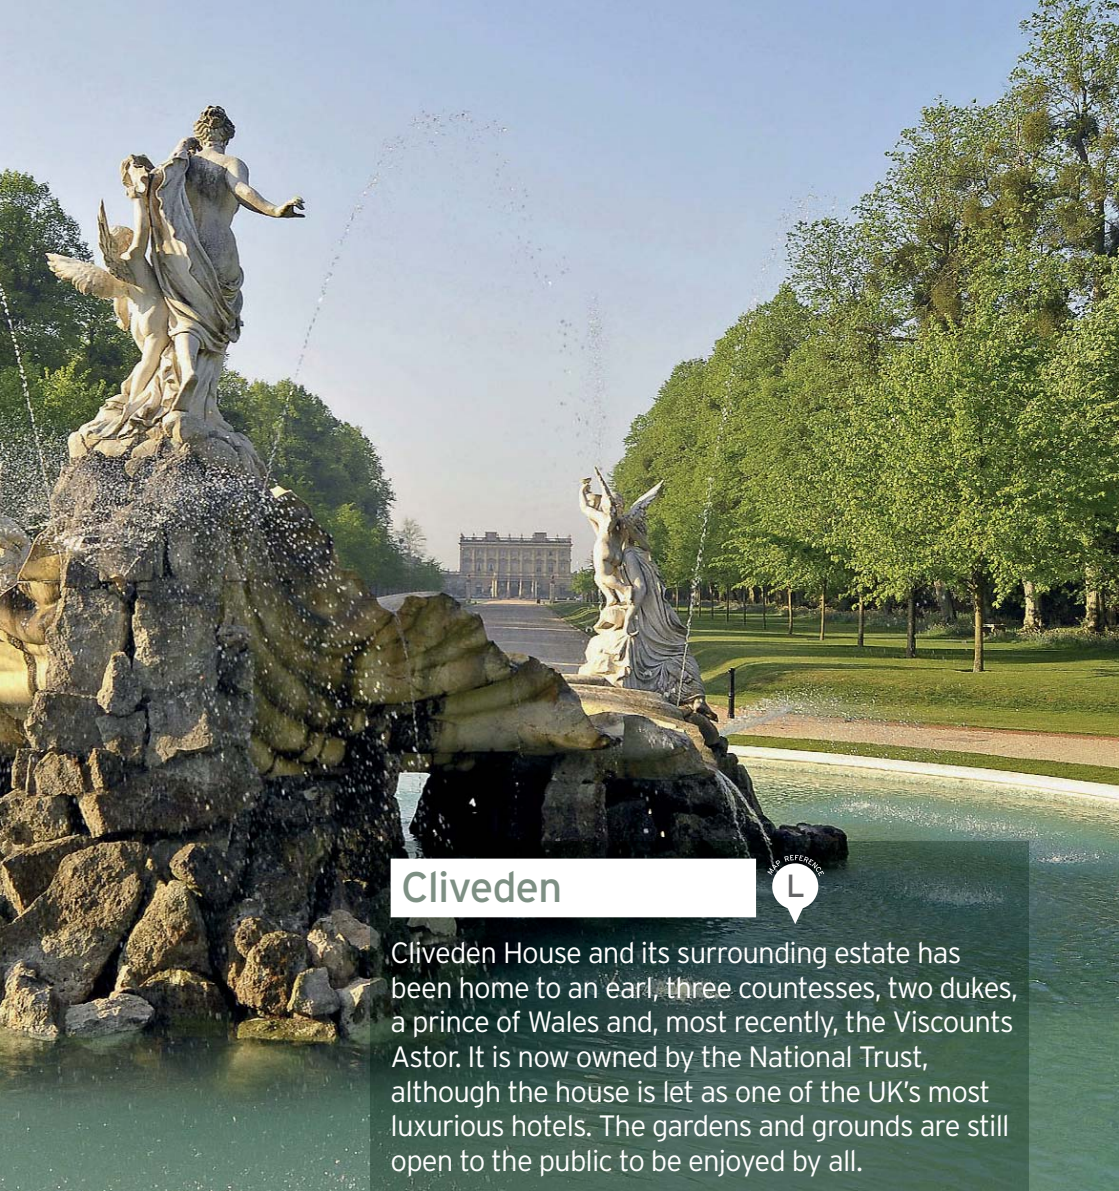 Cliveden
MAP REFERENCE
L
Cliveden House and its surrounding estate has
been home to an earl, three countesses, two dukes,
a prince of Wales and, most recently, the Viscounts
Astor. It is now owned by the National Trust,
although the house is let as one of the UK's most
luxurious hotels. The gardens and grounds are still
open to the public to be enjoyed by all.